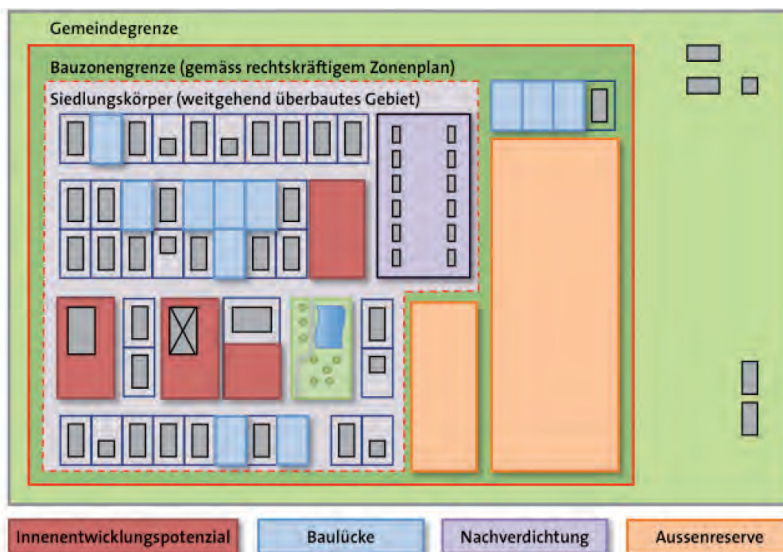 Gemeindegrenze
Bauzonengrenze (gemäss rechtskräftigem Zonenplan)
Siedlungskörper (weitgehend überbautes Gebiet)
Innenentwicklungspotenzial
Baulücke
Nachverdichtung
Aussenreserve